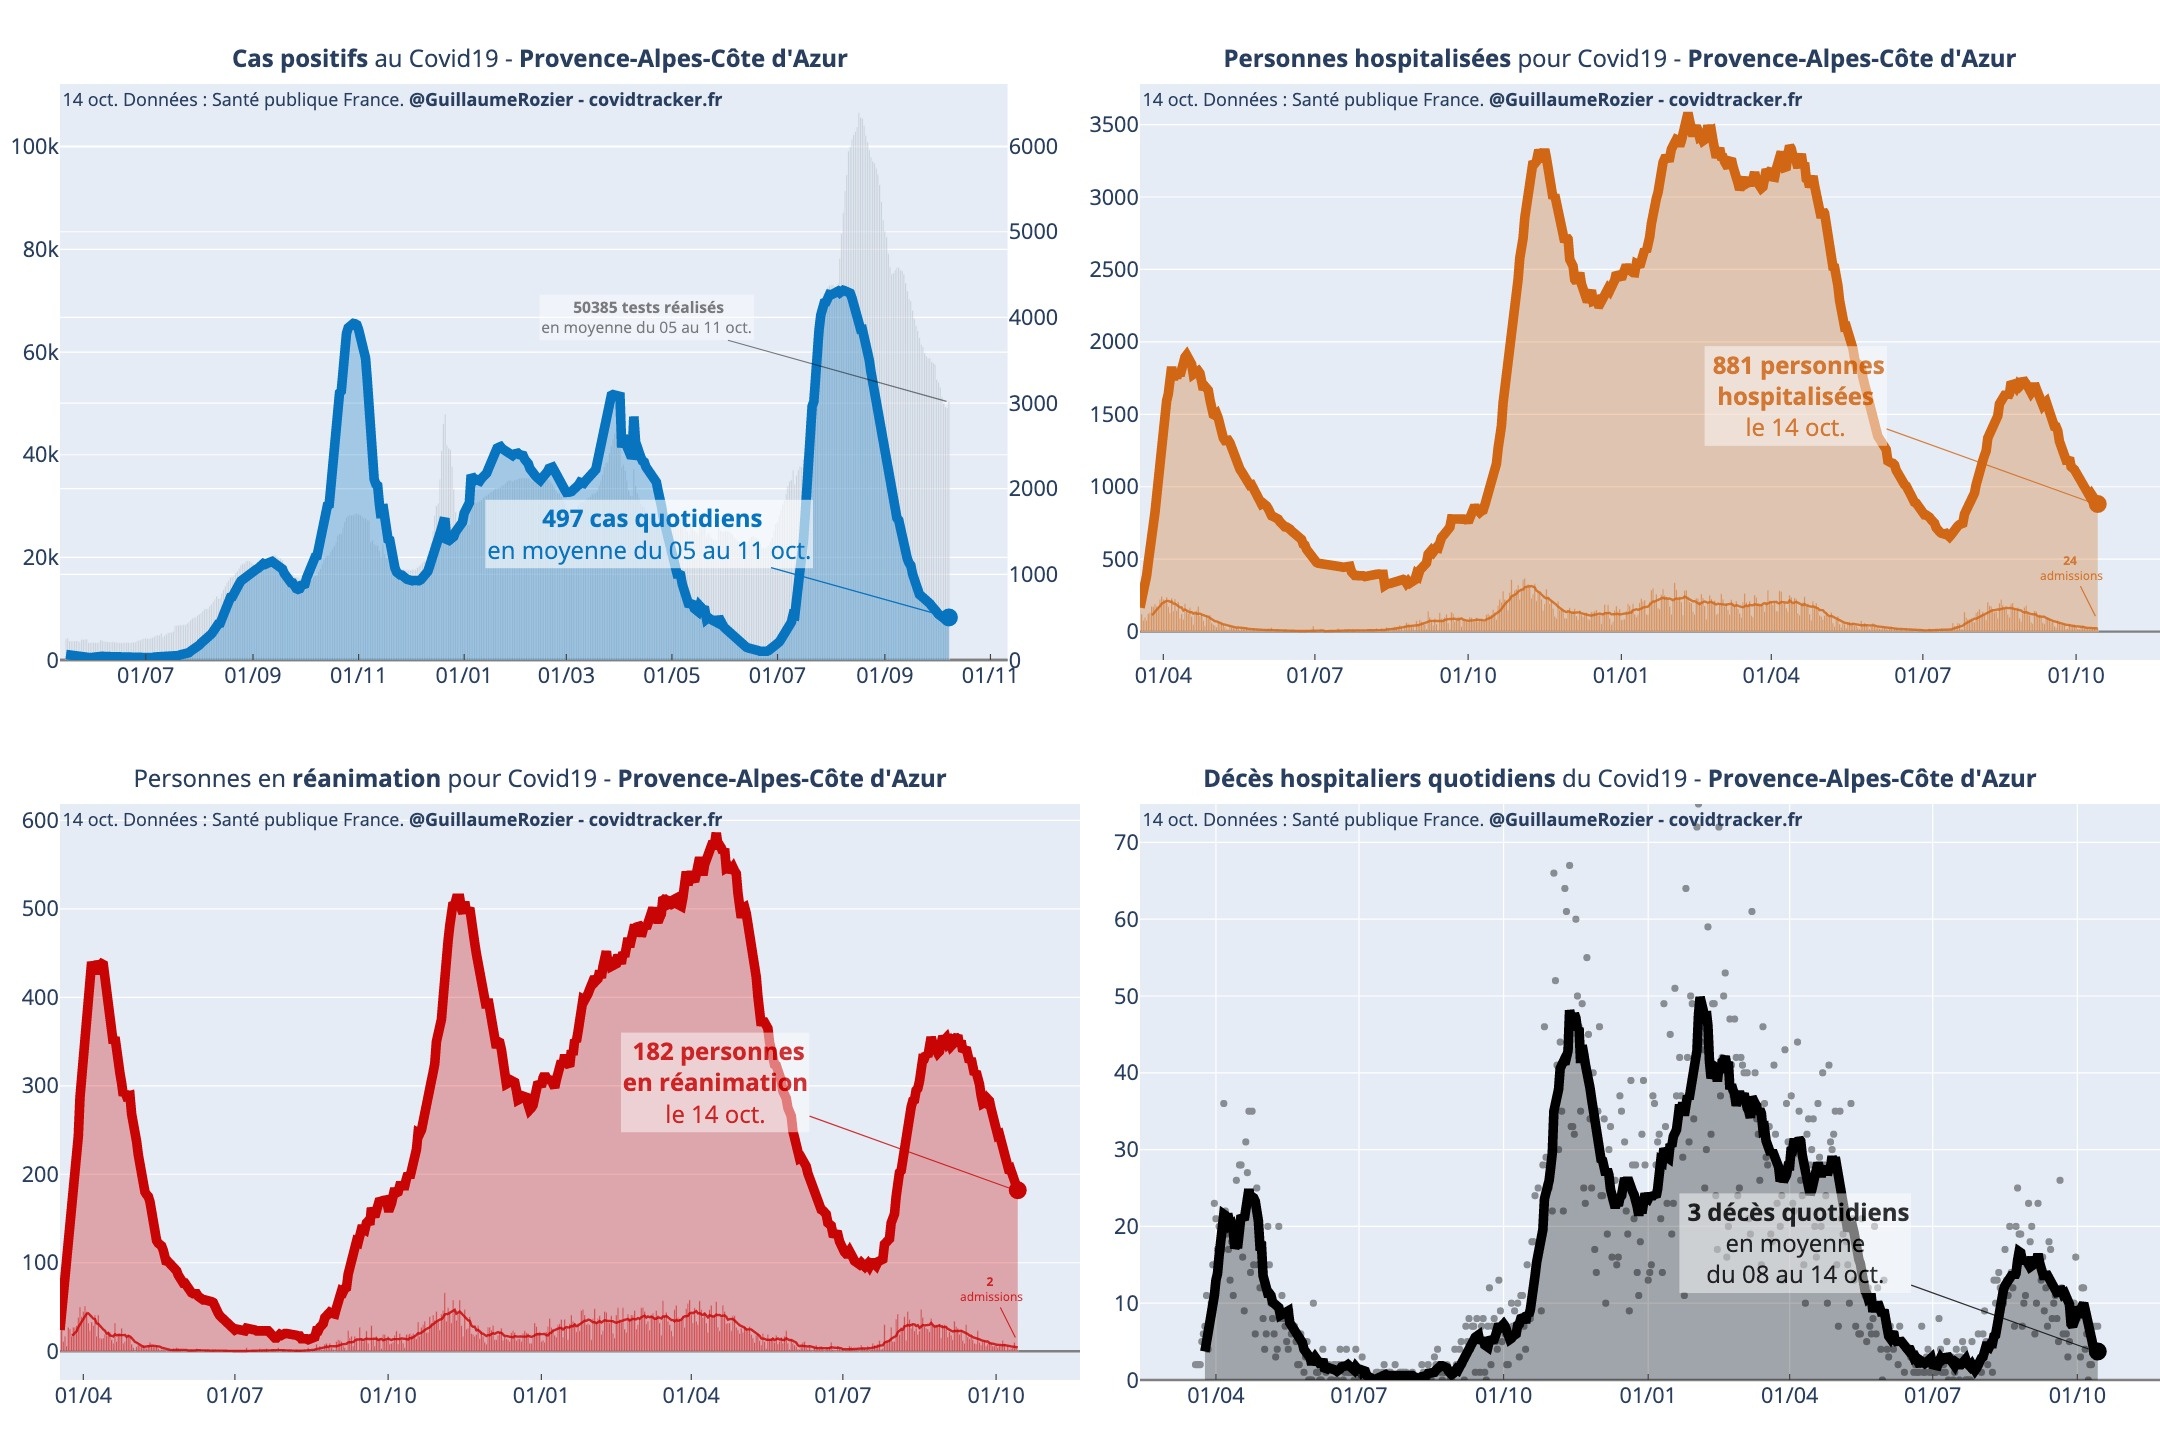 Cas positifs au Covid19 - Provence-Alpes-Côte d'Azur
14 oct. Données : Santé publique France. @GuillaumeRozier - covidtracker.fr
100k
80k
60k
40k
20k
0
6000
5000
4000
3000
2000
1000
0
50385 tests réalisés
en moyenne du 05 au 11 oct.
497 cas quotidiens
en moyenne du 05 au 11 oct.
01/07 01/09 01/11 01/01 01/03 01/05 01/07 01/09 01/11
Personnes hospitalisées pour Covid19 - Provence-Alpes-Côte d'Azur
14 oct. Données : Santé publique France. @GuillaumeRozier - covidtracker.fr
3500
3000
2500
2000
1500
1000
500
0
881 personnes
hospitalisées
le 14 oct.
24
admissions
01/04 01/07 01/10 01/01 01/04 01/07 01/10
Personnes en réanimation pour Covid19 - Provence-Alpes-Côte d'Azur
14 oct. Données : Santé publique France. @GuillaumeRozier - covidtracker.fr
600
500
400
300
200
100
0
182 personnes
en réanimation
le 14 oct.
2
admissions
01/04 01/07 01/10 01/01 01/04 01/07 01/10
Décès hospitaliers quotidiens du Covid19 - Provence-Alpes-Côte d'Azur
14 oct. Données : Santé publique France. @GuillaumeRozier - covidtracker.fr
70
60
50
40
30
20
10
0
3 décès quotidiens
en moyenne
du 08 au 14 oct.
01/04 01/07 01/10 01/01 01/04 01/07 01/10